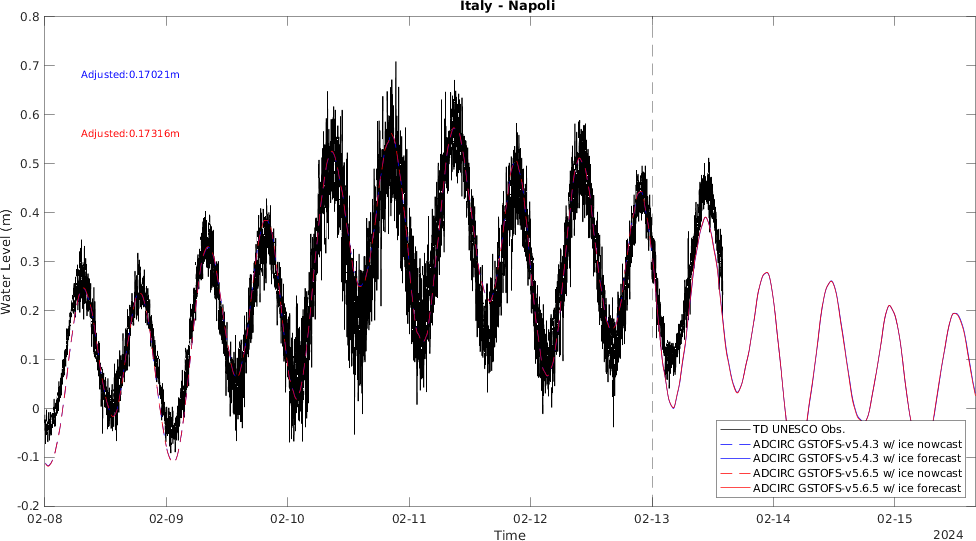 Italy - Napoli
0.8
0.7
0.6
0.5
0.4
0.3
0.2
0.1
0
-0.1
-0.2
Water Level (m)
Adjusted:0.17021m
Adjusted:0.17316m
TD UNESCO Obs.
ADCIRC GSTOFS-v5.4.3 w/ ice nowcast
ADCIRC GSTOFS-v5.4.3 w/ ice forecast
ADCIRC GSTOFS-v5.6.5 w/ ice nowcast
ADCIRC GSTOFS-v5.6.5 w/ ice forecast
02-08 02-09 02-10 02-11 02-12 02-13 02-14 02-15
Time
2024